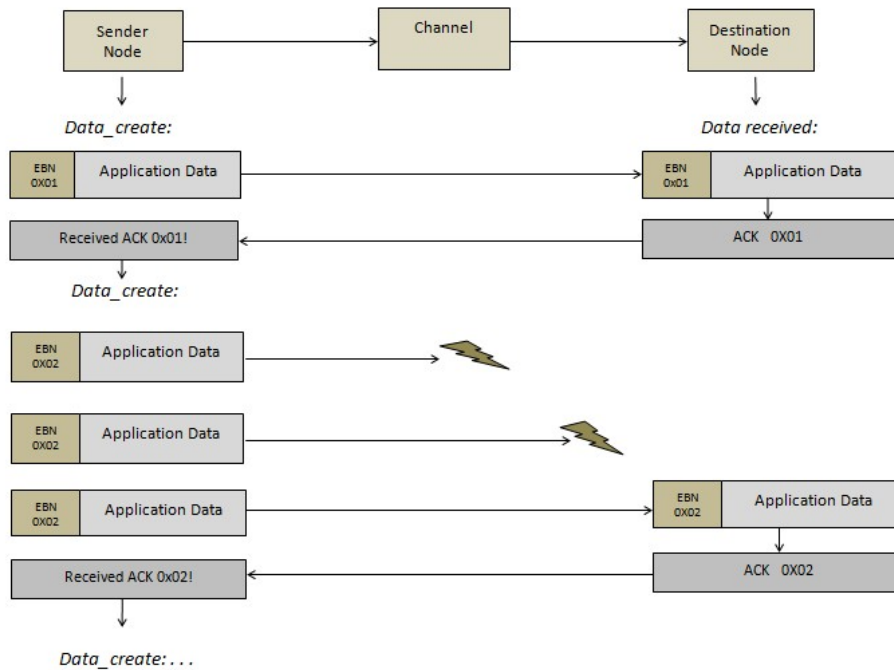 Sender
Node
Channel
Destination
Node
Data_create:
Data received:
EBN
0X01
Application Data
EBN
0x01
Application Data
Received ACK 0x01!
ACK 0X01
Data_create:
EBN
0X02
Application Data
EBN
0X02
Application Data
EBN
0X02
Application Data
EBN
0X02
Application Data
Received ACK 0x02!
ACK 0X02
Data_create: . . .